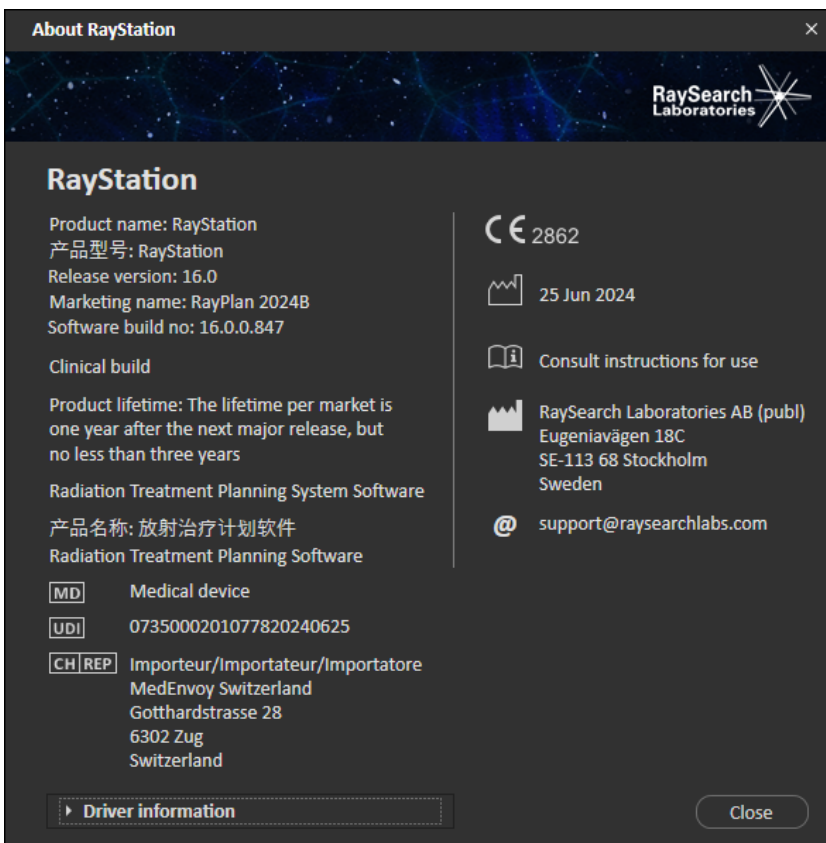 About RayStation
RaySearch
Laboratories
RayStation
Product name: RayStation
产品型号: RayStation
Release version: 16.0
Marketing name: RayPlan 2024B
Software build no: 16.0.0.847
Clinical build
Product lifetime: The lifetime per market is
one year after the next major release, but
no less than three years
Radiation Treatment Planning System Software
产品名称: 放射治疗计划软件
Radiation Treatment Planning Software
MD Medical device
UDI 0735000201077820240625
CH REP Importeur/Importateur/Importatore
MedEnvoy Switzerland
Gotthardstrasse 28
6302 Zug
Switzerland
CE 2862
25 Jun 2024
i Consult instructions for use
RaySearch Laboratories AB (publ)
Eugeniavägen 18C
SE-113 68 Stockholm
Sweden
@ support@raysearchlabs.com
Driver information
Close